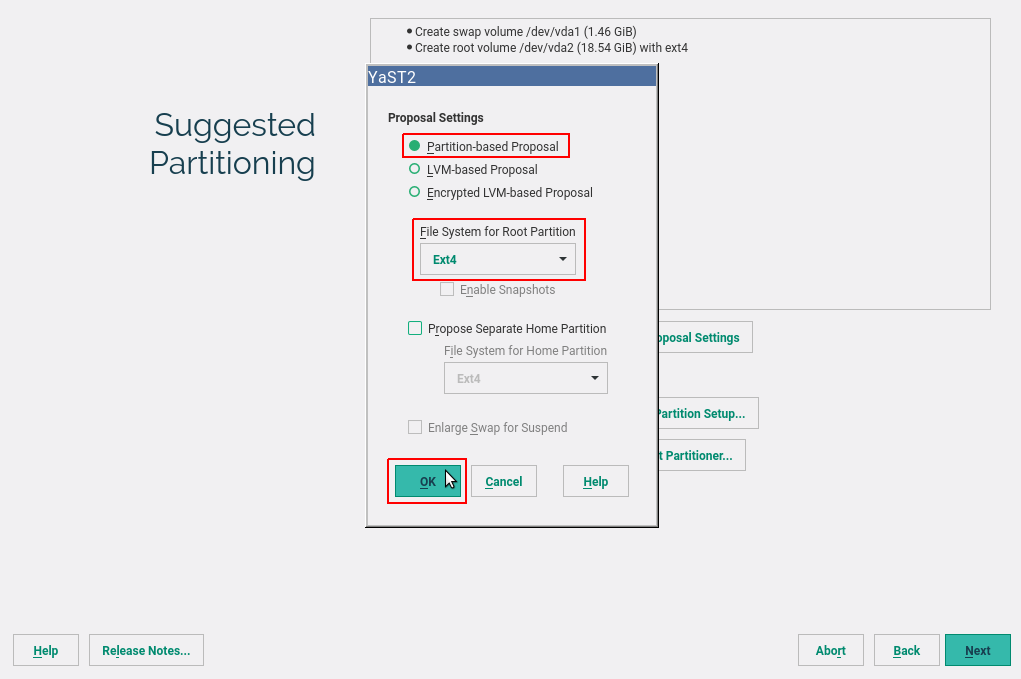 Create swap volume /dev/vda1 (1.46 GiB)
Create root volume /dev/vda2 (18.54 GiB) with ext4
Suggested
Partitioning
YaST2
Proposal Settings
Partition-based Proposal
LVM-based Proposal
Encrypted LVM-based Proposal
File System for Root Partition
Ext4
Enable Snapshots
Propose Separate Home Partition
File System for Home Partition
Ext4
Enlarge Swap for Suspend
OK Cancel Help
Settings
Partition Setup...
Partitioner...
Help Release Notes... Abort Back Next